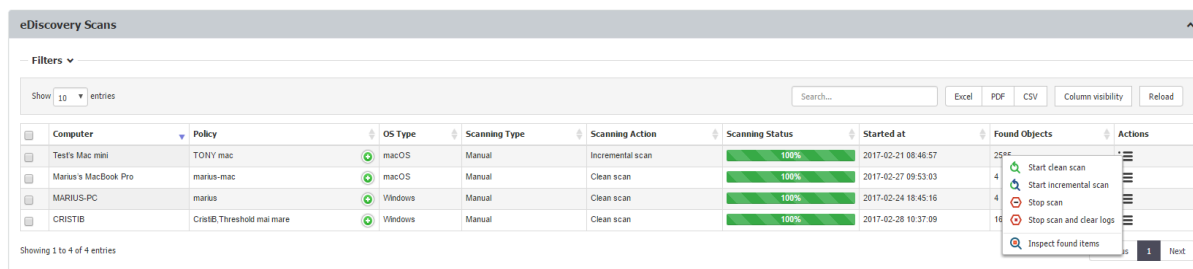 eDiscovery Scans
Filters
Show 10 entries Search... Excel PDF CSV Column visibility Reload
Computer Policy OS Type Scanning Type Scanning Action Scanning Status Started at Found Objects Actions
Test's Mac mini TONY mac macOS Manual Incremental scan 100% 2017-02-21 08:46:57 2585
Marius's MacBook Pro marius-mac macOS Manual Clean scan 100% 2017-02-27 09:53:03 4
MARIUS-PC marius Windows Manual Clean scan 100% 2017-02-24 18:45:16 4
CRISTIB CristiB,Threshold mai mare Windows Manual Clean scan 100% 2017-02-28 10:37:09
Start clean scan
Start incremental scan
Stop scan
Stop scan and clear logs
Inspect found items
Showing 1 to 4 of 4 entries 1 Next